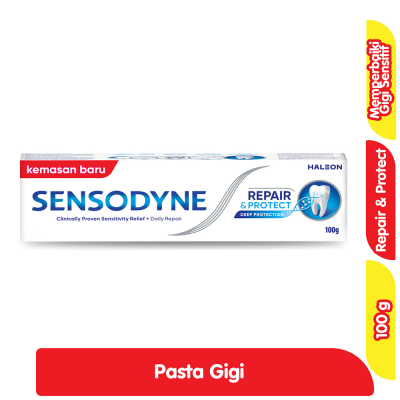 kemasan baru
HALEON
SENSODYNE
Clinically Proven Sensitivity Relief + Daily Repair
REPAIR
& PROTECT
DEEP PROTECTION
100g
Memperbaiki
Gigi Sensitif
Repair & Protect
100 g
Pasta Gigi